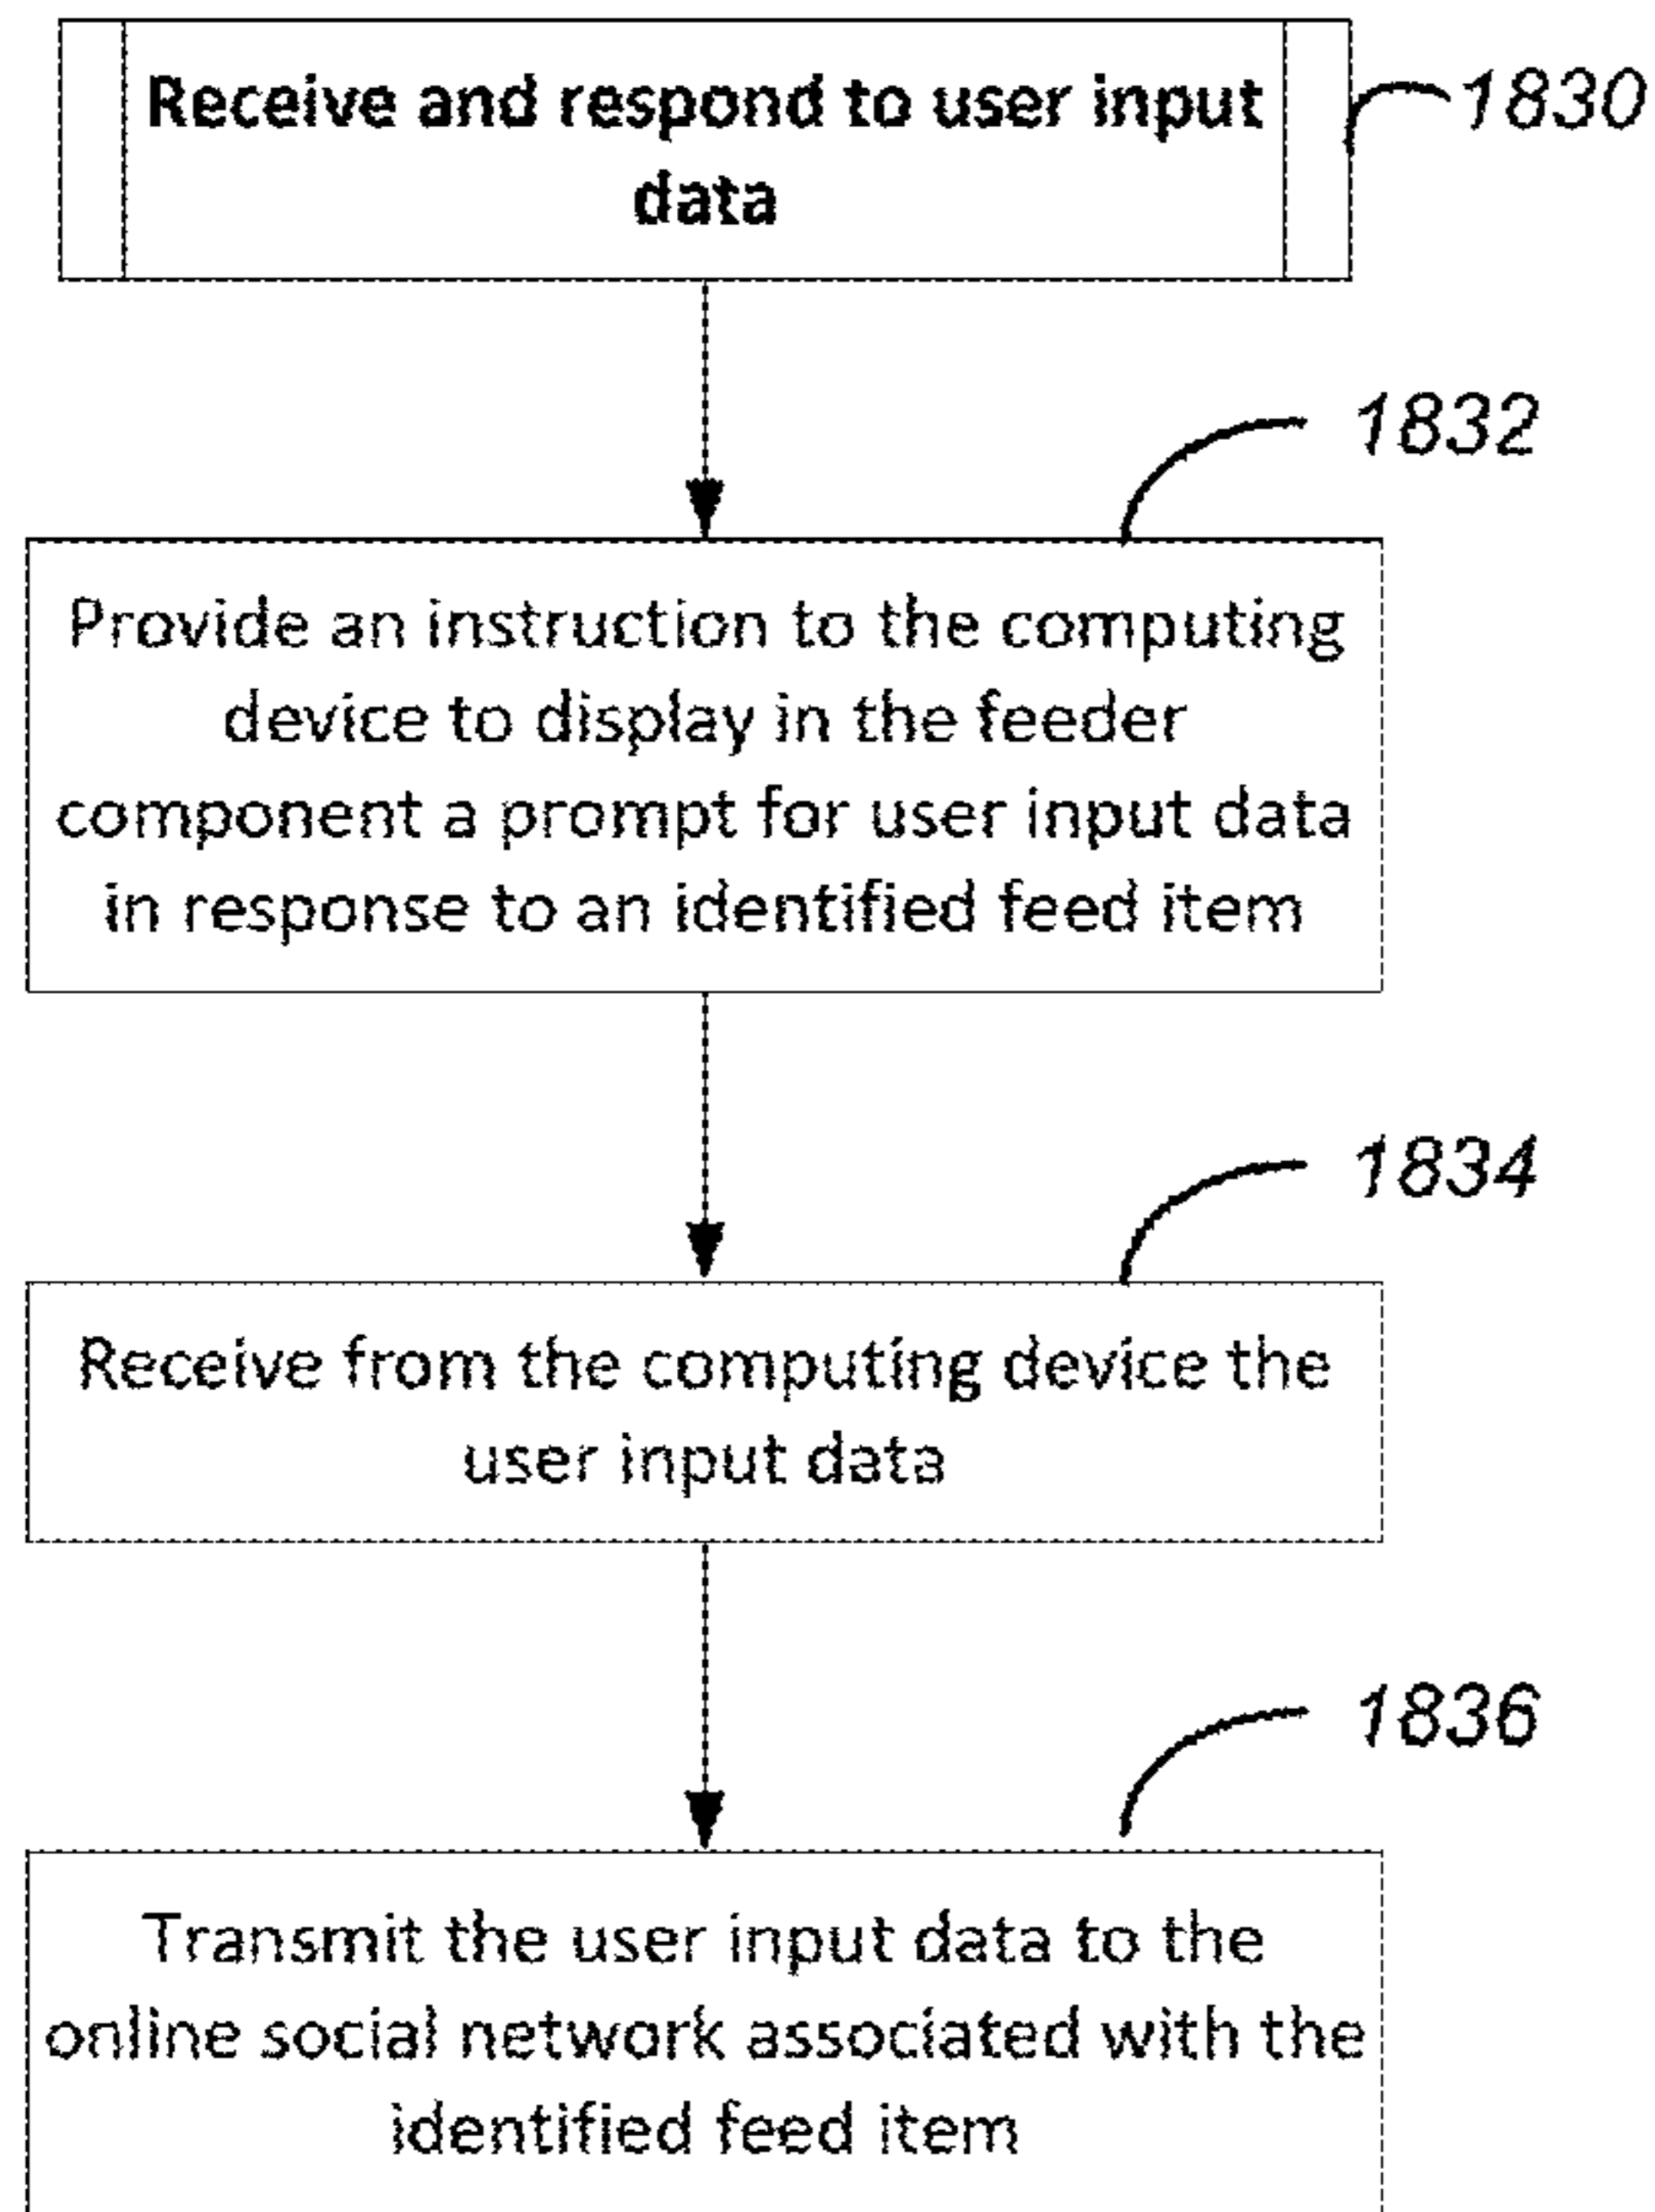 Receive and respond to user input
data
1830
1832
Provide an instruction to the computing
device to display in the feeder
component a prompt for user input data
in response to an identified feed item
1834
Receive from the computing device the
user input data
1836
Transmit the user input data to the
online social network associated with the
identified feed item